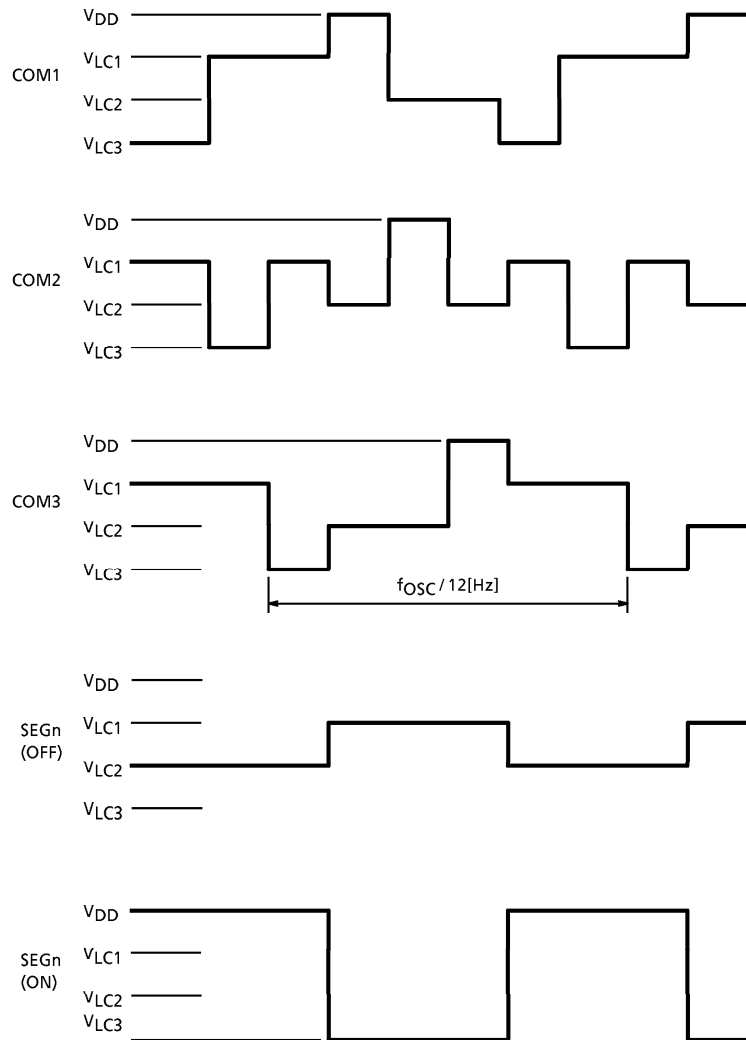 VDD
VLC1
COM1
VLC2
VLC3
VDD
VLC1
COM2
VLC2
VLC3
VDD
VLC1
COM3
VLC2
VLC3
fOSC / 12[Hz]
VDD
VLC1
SEGn
(OFF)
VLC2
VLC3
VDD
VLC1
SEGn
(ON)
VLC2
VLC3